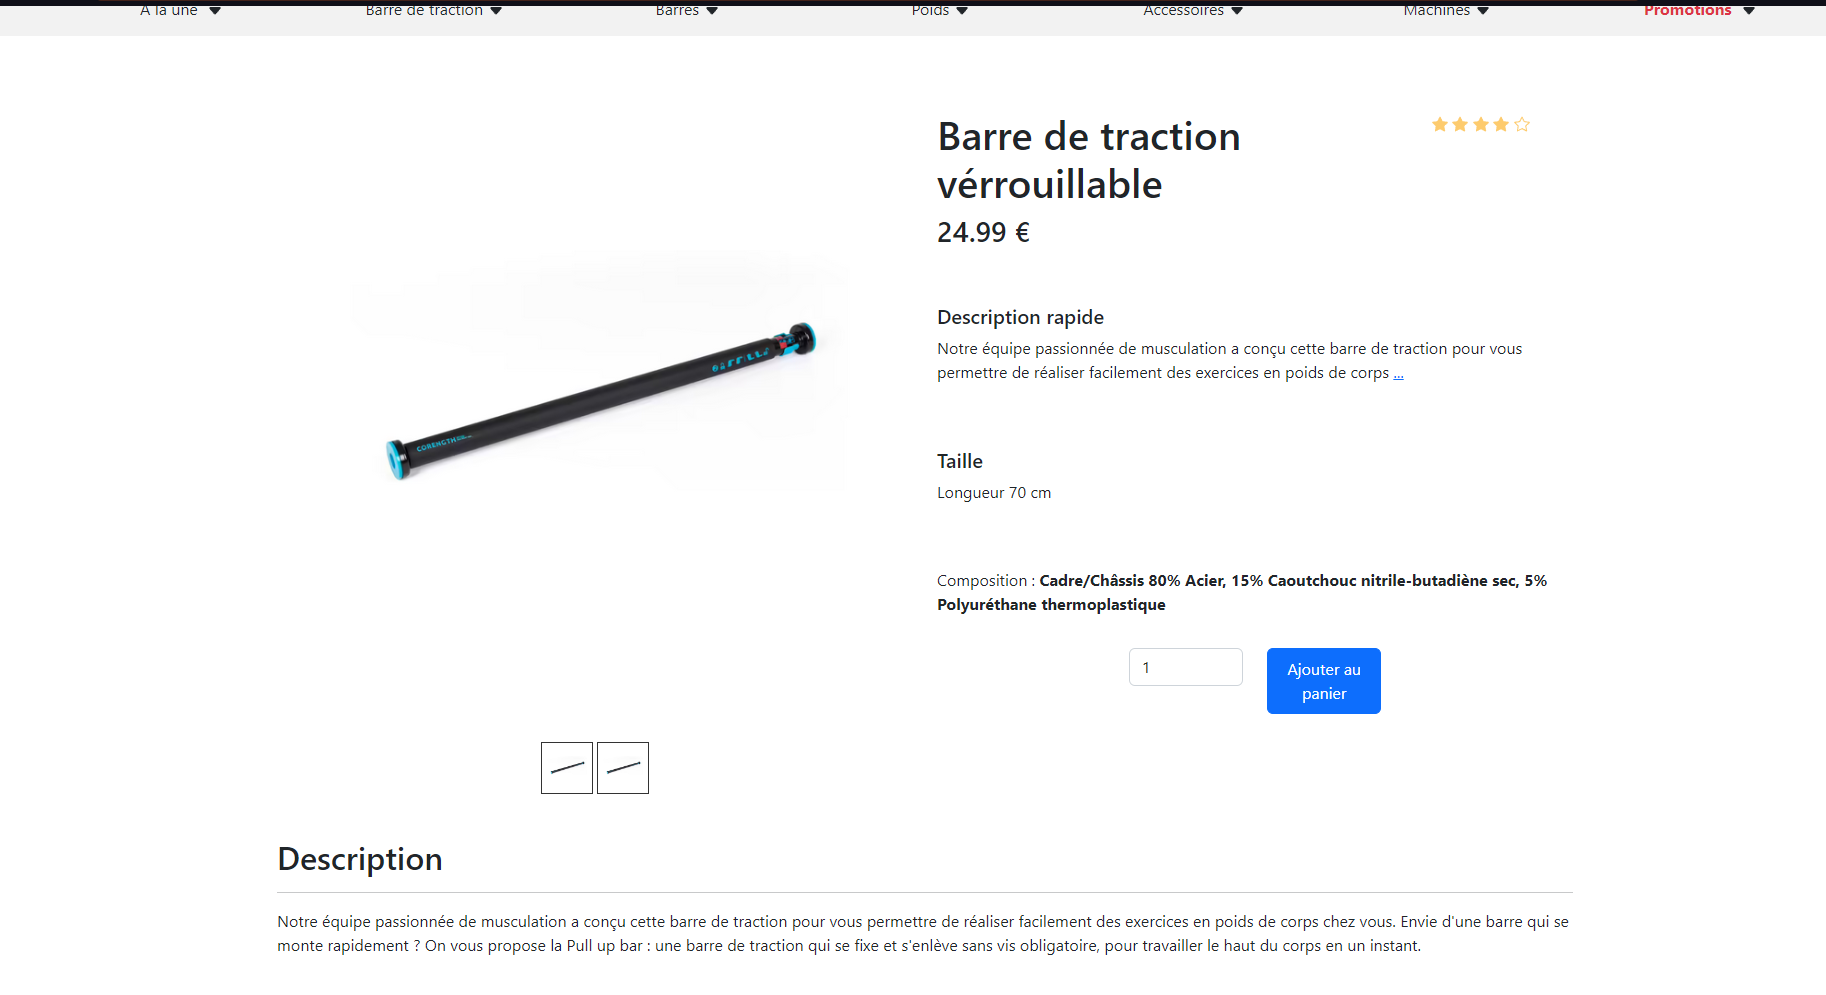 A la une
Barre de traction
Barres
Poids
Accessoires
Machines
Promotions
Barre de traction
vérrouillable
24.99 €
Description rapide
Notre équipe passionnée de musculation a conçu cette barre de traction pour vous
permettre de réaliser facilement des exercices en poids de corps ...
Taille
Longueur 70 cm
Composition : Cadre/Châssis 80% Acier, 15% Caoutchouc nitrile-butadiène sec, 5%
Polyuréthane thermoplastique
1
Ajouter au
panier
CORENGTH
Description
Notre équipe passionnée de musculation a conçu cette barre de traction pour vous permettre de réaliser facilement des exercices en poids de corps chez vous. Envie d'une barre qui se
monte rapidement ? On vous propose la Pull up bar : une barre de traction qui se fixe et s'enlève sans vis obligatoire, pour travailler le haut du corps en un instant.